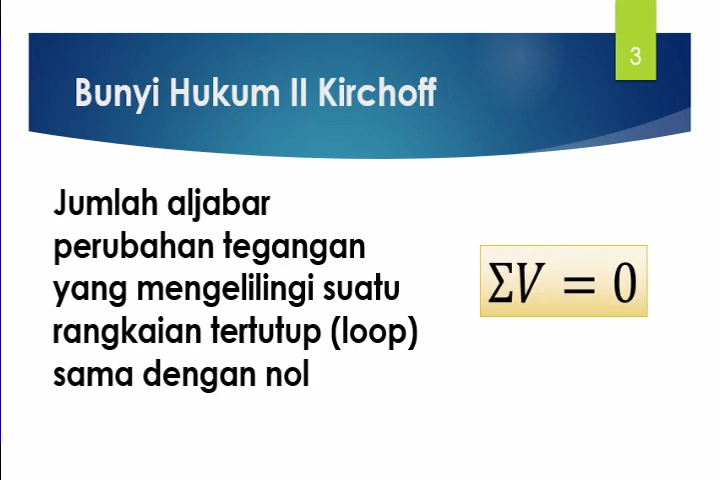 3
Bunyi Hukum II Kirchoff
Jumlah aljabar
perubahan tegangan
yang mengelilingi suatu
rangkaian tertutup (loop)
sama dengan nol
ΣV = 0